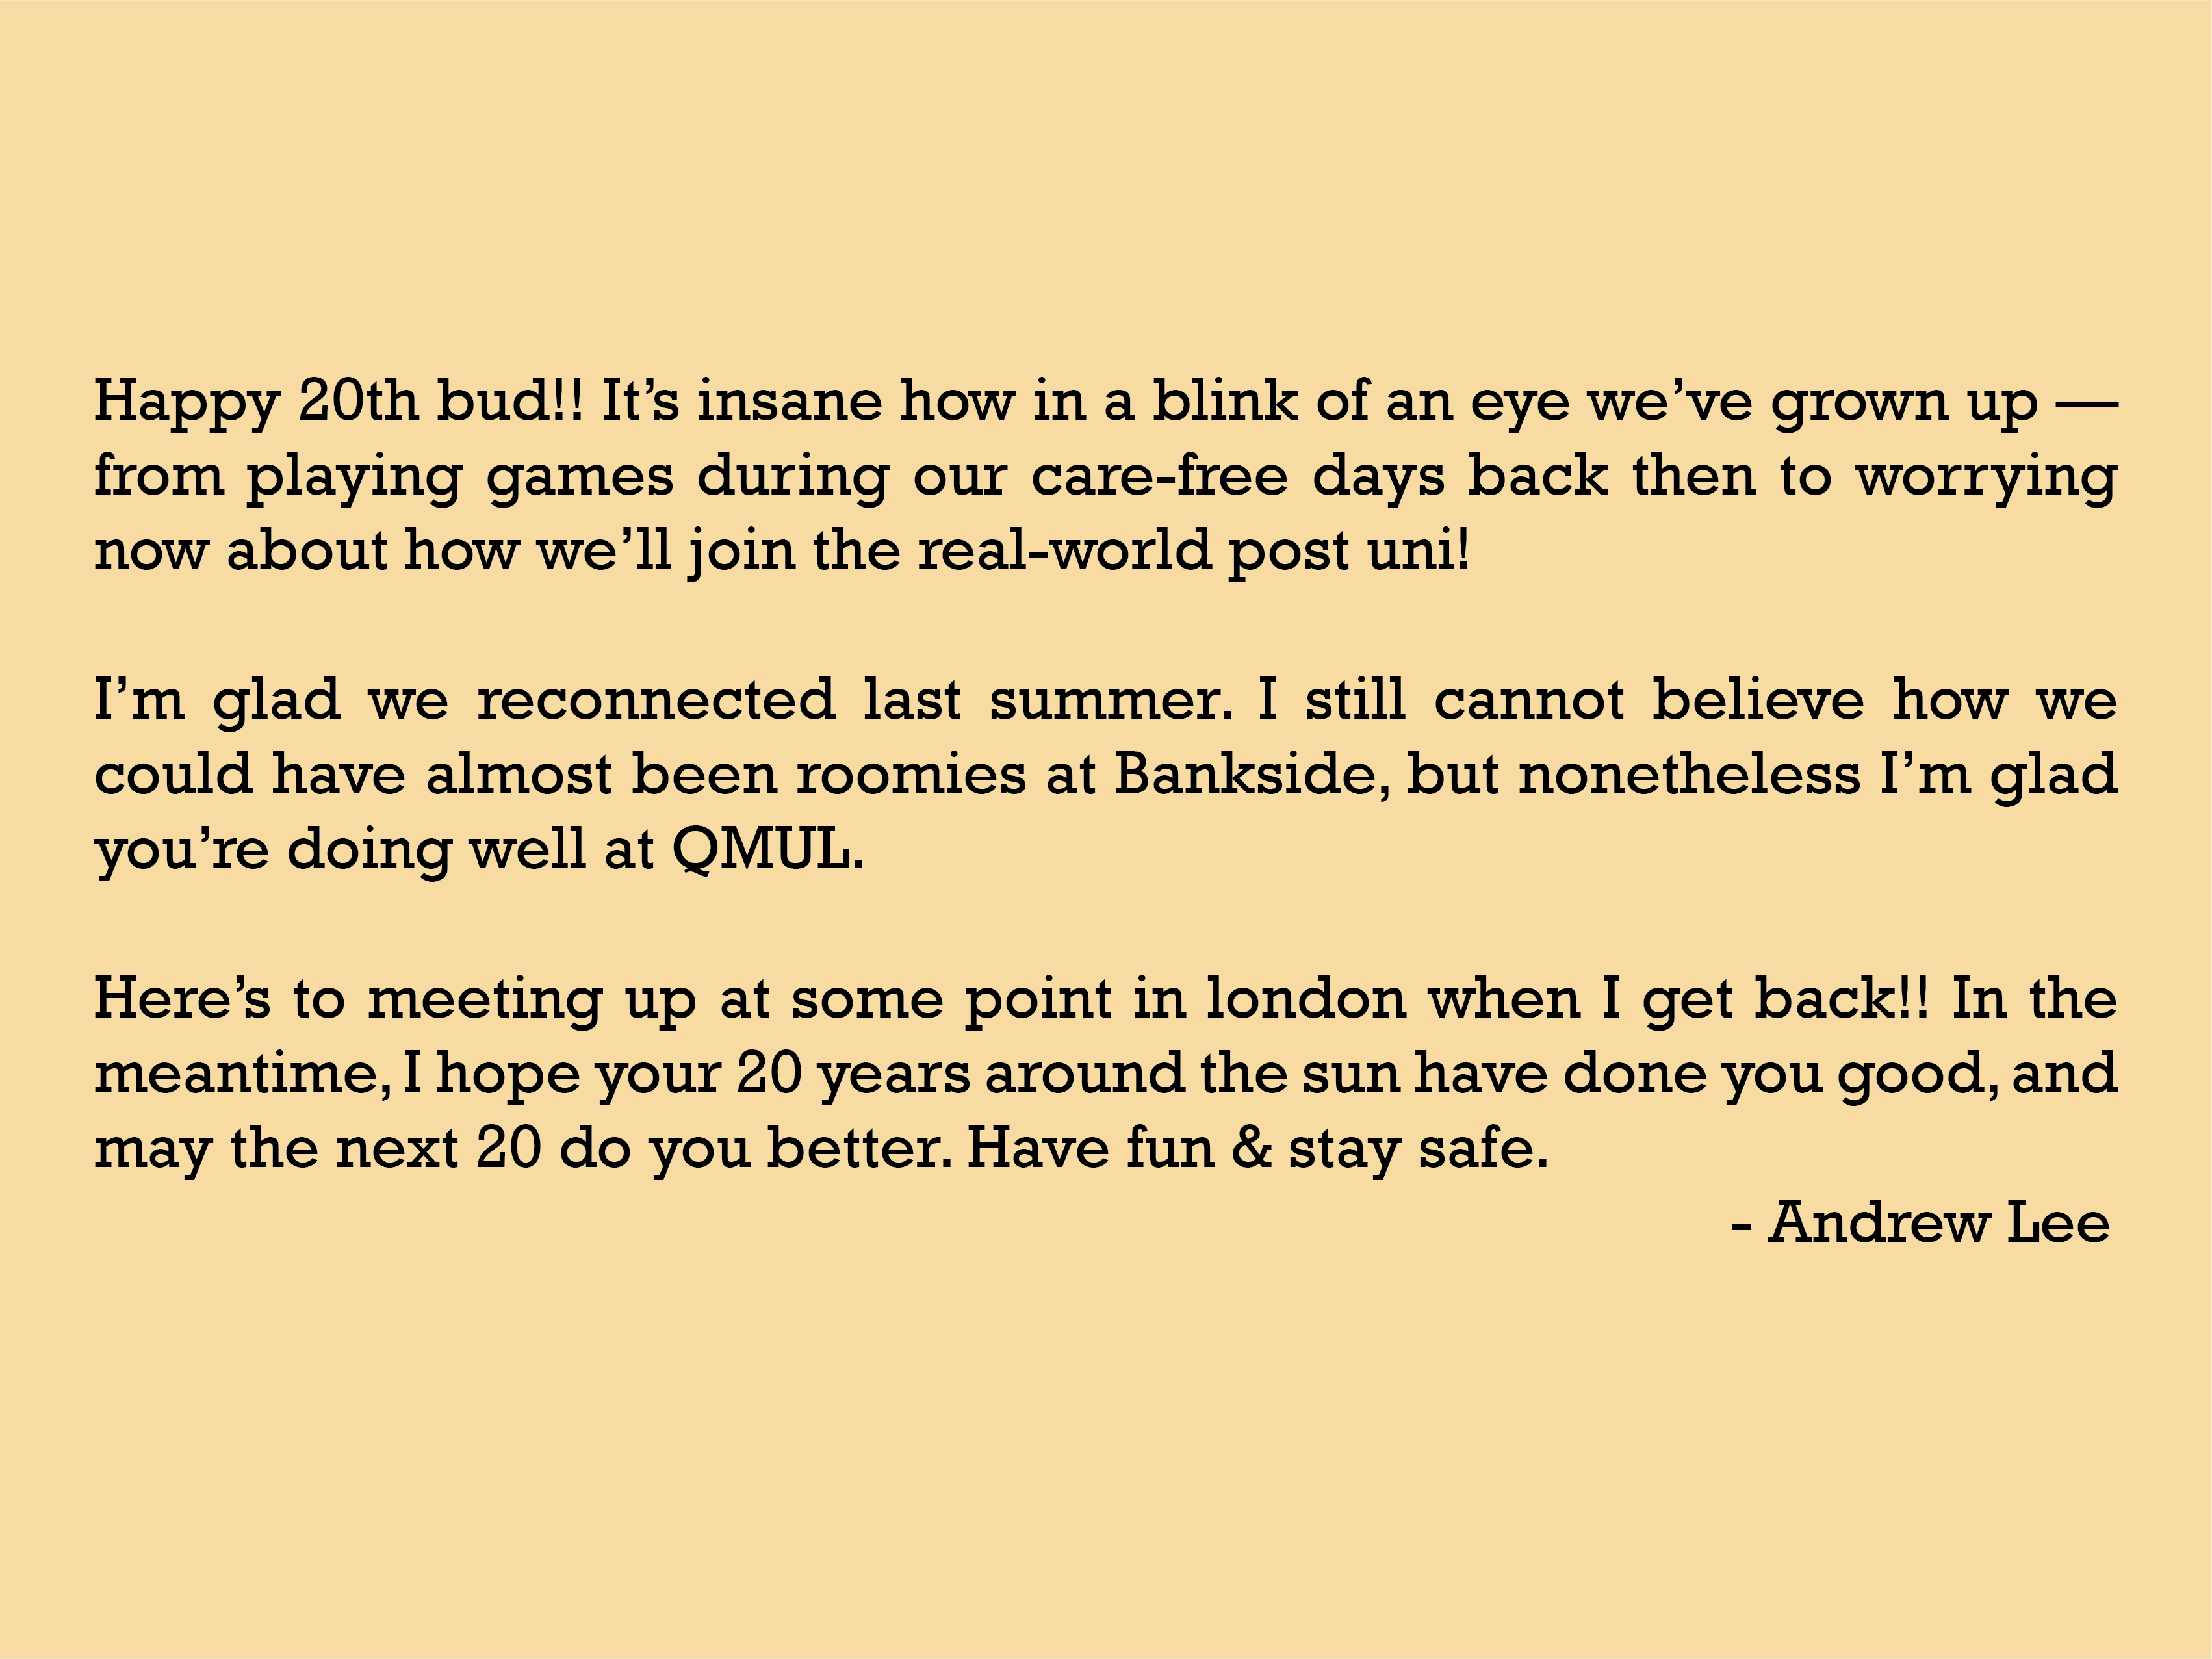 Happy 20th bud!! It’s insane how in a blink of an eye we’ve grown up —
from playing games during our care-free days back then to worrying
now about how we’ll join the real-world post uni!
I’m glad we reconnected last summer. I still cannot believe how we
could have almost been roomies at Bankside, but nonetheless I’m glad
you’re doing well at QMUL.
Here’s to meeting up at some point in london when I get back!! In the
meantime, I hope your 20 years around the sun have done you good, and
may the next 20 do you better. Have fun & stay safe.
- Andrew Lee